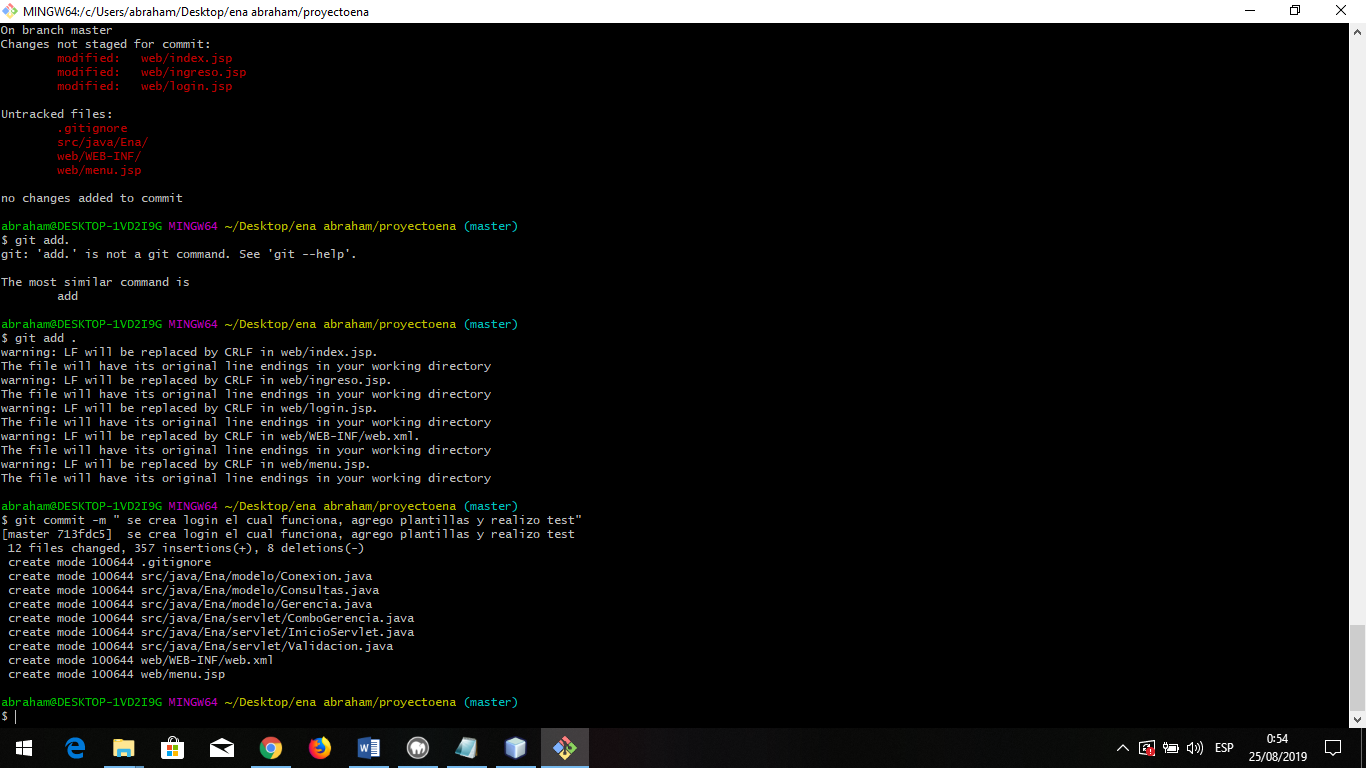 MINGW64:/c/Users/abraham/Desktop/ena abraham/proyectoena
On branch master
Changes not staged for commit:
modified:   web/index.jsp
modified:   web/ingreso.jsp
modified:   web/login.jsp
Untracked files:
.gitignore
src/java/Ena/
web/WEB-INF/
web/menu.jsp
no changes added to commit
abraham@DESKTOP-1VD2I9G MINGW64 ~/Desktop/ena abraham/proyectoena (master)
$ git add.
git: 'add.' is not a git command. See 'git --help'.
The most similar command is
add
abraham@DESKTOP-1VD2I9G MINGW64 ~/Desktop/ena abraham/proyectoena (master)
$ git add .
warning: LF will be replaced by CRLF in web/index.jsp.
The file will have its original line endings in your working directory
warning: LF will be replaced by CRLF in web/ingreso.jsp.
The file will have its original line endings in your working directory
warning: LF will be replaced by CRLF in web/login.jsp.
The file will have its original line endings in your working directory
warning: LF will be replaced by CRLF in web/WEB-INF/web.xml.
The file will have its original line endings in your working directory
warning: LF will be replaced by CRLF in web/menu.jsp.
The file will have its original line endings in your working directory
abraham@DESKTOP-1VD2I9G MINGW64 ~/Desktop/ena abraham/proyectoena (master)
$ git commit -m " se crea login el cual funciona, agrego plantillas y realizo test"
[master 713fdc5]  se crea login el cual funciona, agrego plantillas y realizo test
12 files changed, 357 insertions(+), 8 deletions(-)
create mode 100644 .gitignore
create mode 100644 src/java/Ena/modelo/Conexion.java
create mode 100644 src/java/Ena/modelo/Consultas.java
create mode 100644 src/java/Ena/modelo/Gerencia.java
create mode 100644 src/java/Ena/servlet/ComboGerencia.java
create mode 100644 src/java/Ena/servlet/InicioServlet.java
create mode 100644 src/java/Ena/servlet/Validacion.java
create mode 100644 web/WEB-INF/web.xml
create mode 100644 web/menu.jsp
abraham@DESKTOP-1VD2I9G MINGW64 ~/Desktop/ena abraham/proyectoena (master)
$
ESP
0:54
25/08/2019